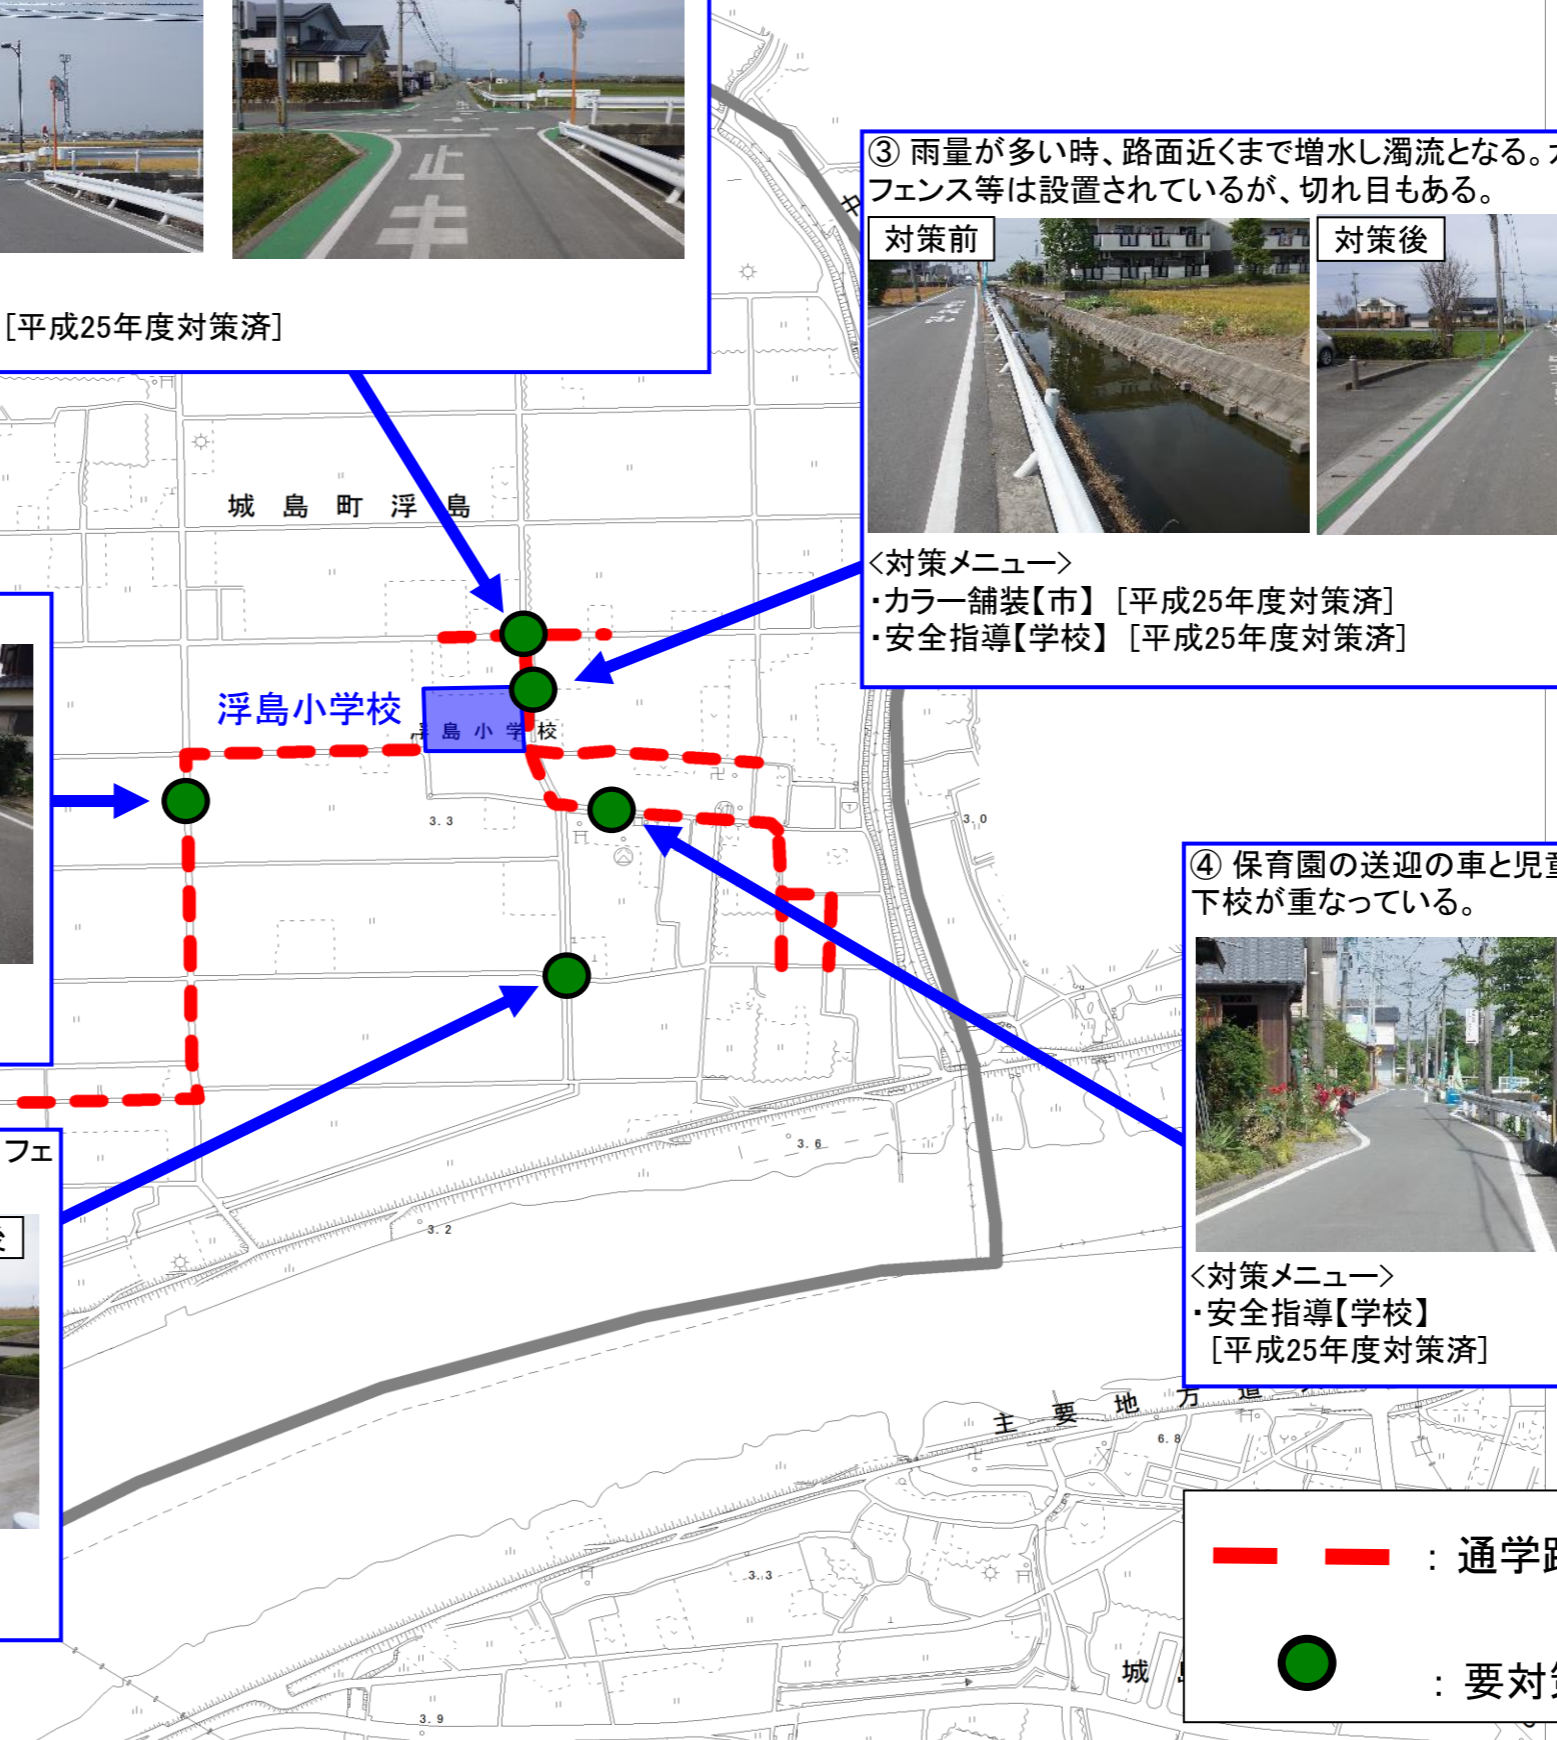 止
[平成25年度対策済]
③ 雨量が多い時、路面近くまで増水し濁流となる。
フェンス等は設置されているが、切れ目もある。
対策前
対策後
<対策メニュー>
・カラー舗装【市】 [平成25年度対策済]
・安全指導【学校】 [平成25年度対策済]
中
城島町浮島
浮島小学校
浮島小学校
3.3
3.0
④ 保育園の送迎の車と児童
下校が重なっている。
<対策メニュー>
・安全指導【学校】
[平成25年度対策済]
フェ
3.6
3.2
主要地方道
6.8
3.3
城島
3.9
：通学路
：要対策